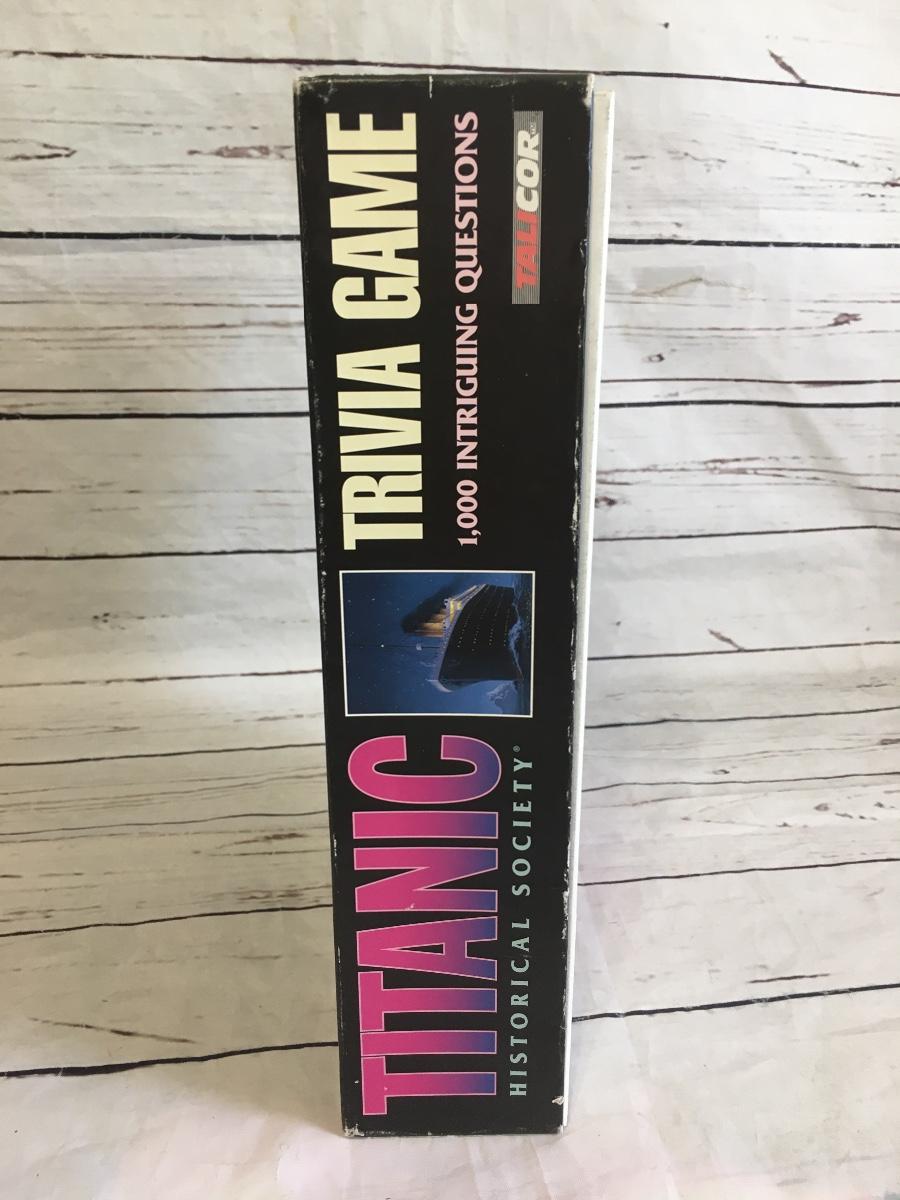 TITANIC
HISTORICAL SOCIETY®
TRIVIA GAME
1,000 INTRIGUING QUESTIONS
TALICOR